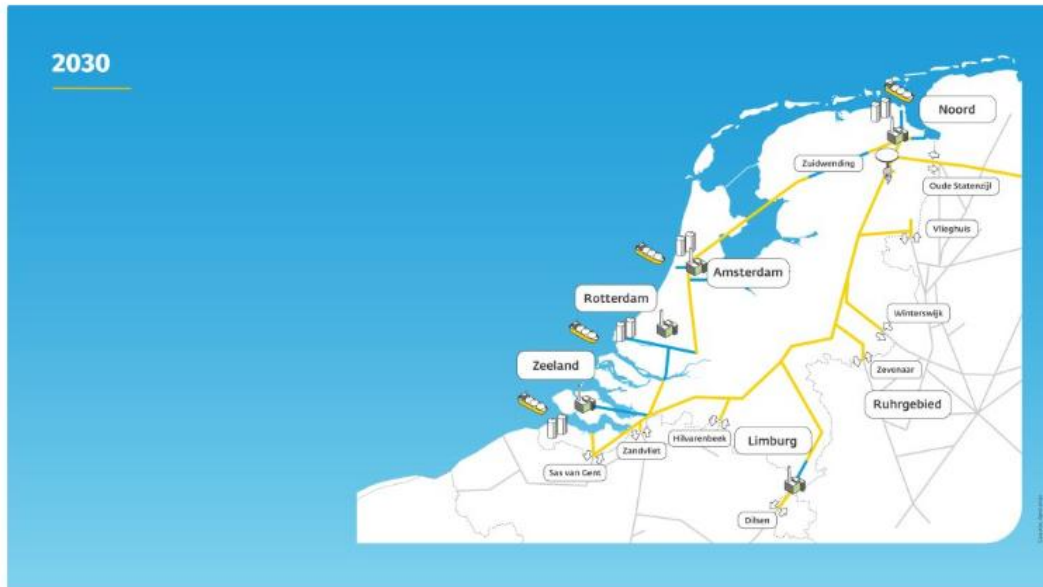 2030
Noord
Zuidwending
Oude Statenzijl
Vlieghuis
Amsterdam
Rotterdam
Winterswijk
Zeeland
Zevenaar
Ruhrgebied
Hilvarenbeek
Limburg
Zandvliet
Sas van Gent
Dilsen